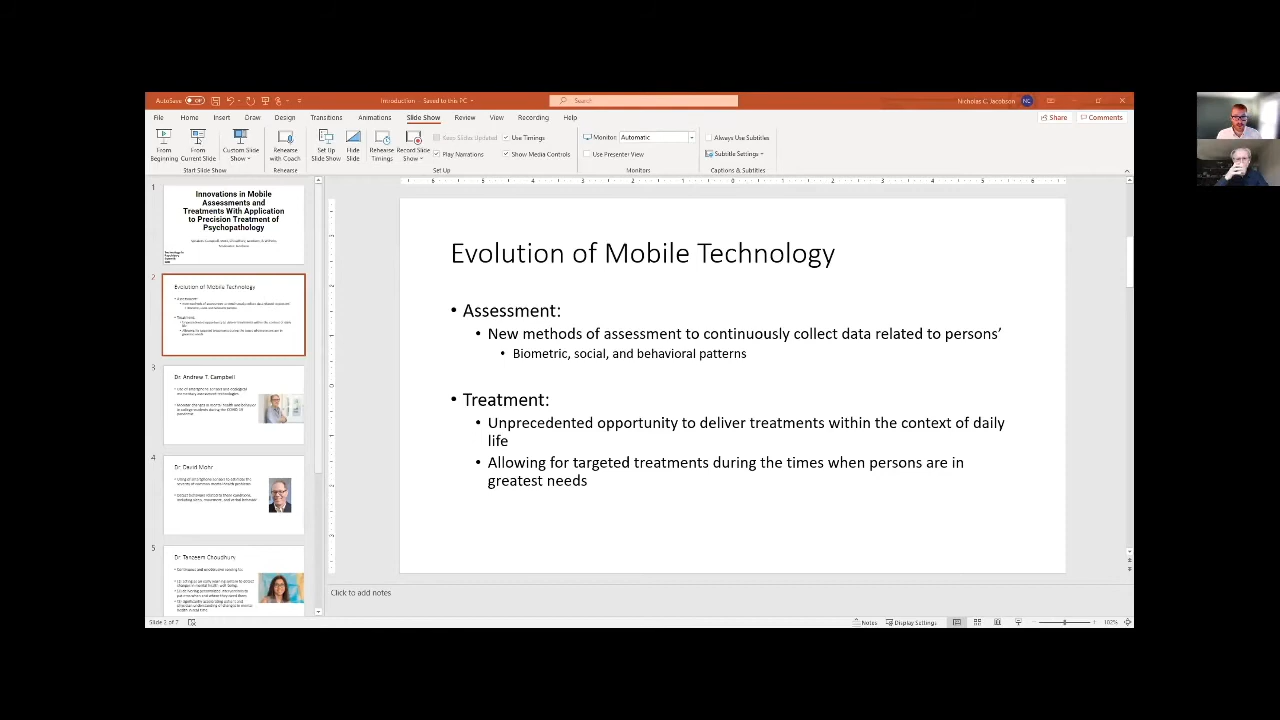 AutoSave Off
Introduction - Saved to this PC
Search
Nicholas C. Jacobson NC
File Home Insert Draw Design Transitions Animations Slide Show Review View Recording Help
Share Comments
From Beginning
From Current Slide
Custom Slide Show
Start Slide Show
Rehearse with Coach
Rehearse
Set Up Slide Show
Hide Slide
Rehearse Timings
Record Slide Show
Keep Slides Updated
Play Narrations
Use Timings
Show Media Controls
Set Up
Monitor: Automatic
Use Presenter View
Monitors
Always Use Subtitles
Subtitle Settings
Captions & Subtitles
1
Innovations in Mobile
Assessments and
Treatments With Application
to Precision Treatment of
Psychopathology
2
Evolution of Mobile Technology
3
Dr. Andrew T. Campbell
4
Dr. David Mohr
5
Dr. Tanzeem Choudhury
Evolution of Mobile Technology
• Assessment:
• New methods of assessment to continuously collect data related to persons’
• Biometric, social, and behavioral patterns
• Treatment:
• Unprecedented opportunity to deliver treatments within the context of daily
life
• Allowing for targeted treatments during the times when persons are in
greatest needs
Click to add notes
Slide 2 of 7
Notes Display Settings 102%